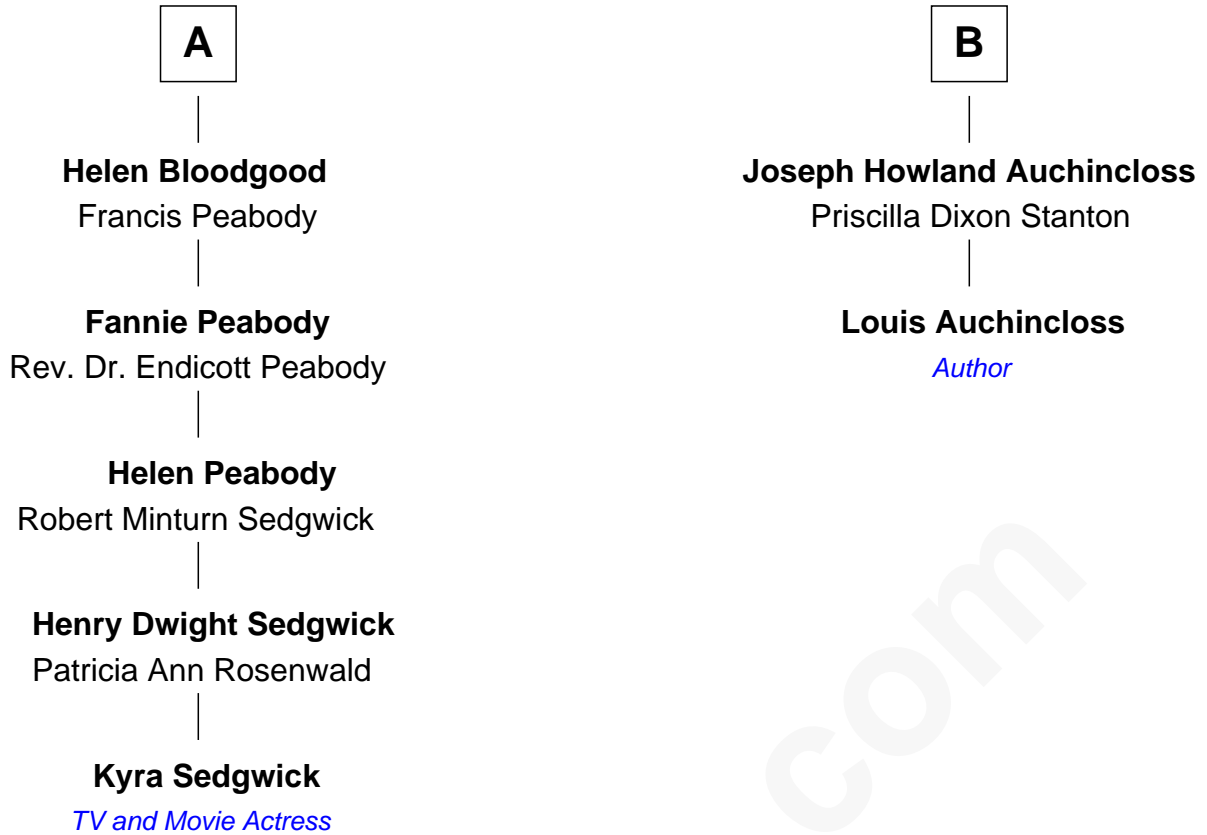 A
Helen Bloodgood
Francis Peabody
Fannie Peabody
Rev. Dr. Endicott Peabody
Helen Peabody
Robert Minturn Sedgwick
Henry Dwight Sedgwick
Patricia Ann Rosenwald
Kyra Sedgwick
TV and Movie Actress
B
Joseph Howland Auchincloss
Priscilla Dixon Stanton
Louis Auchincloss
Author
com